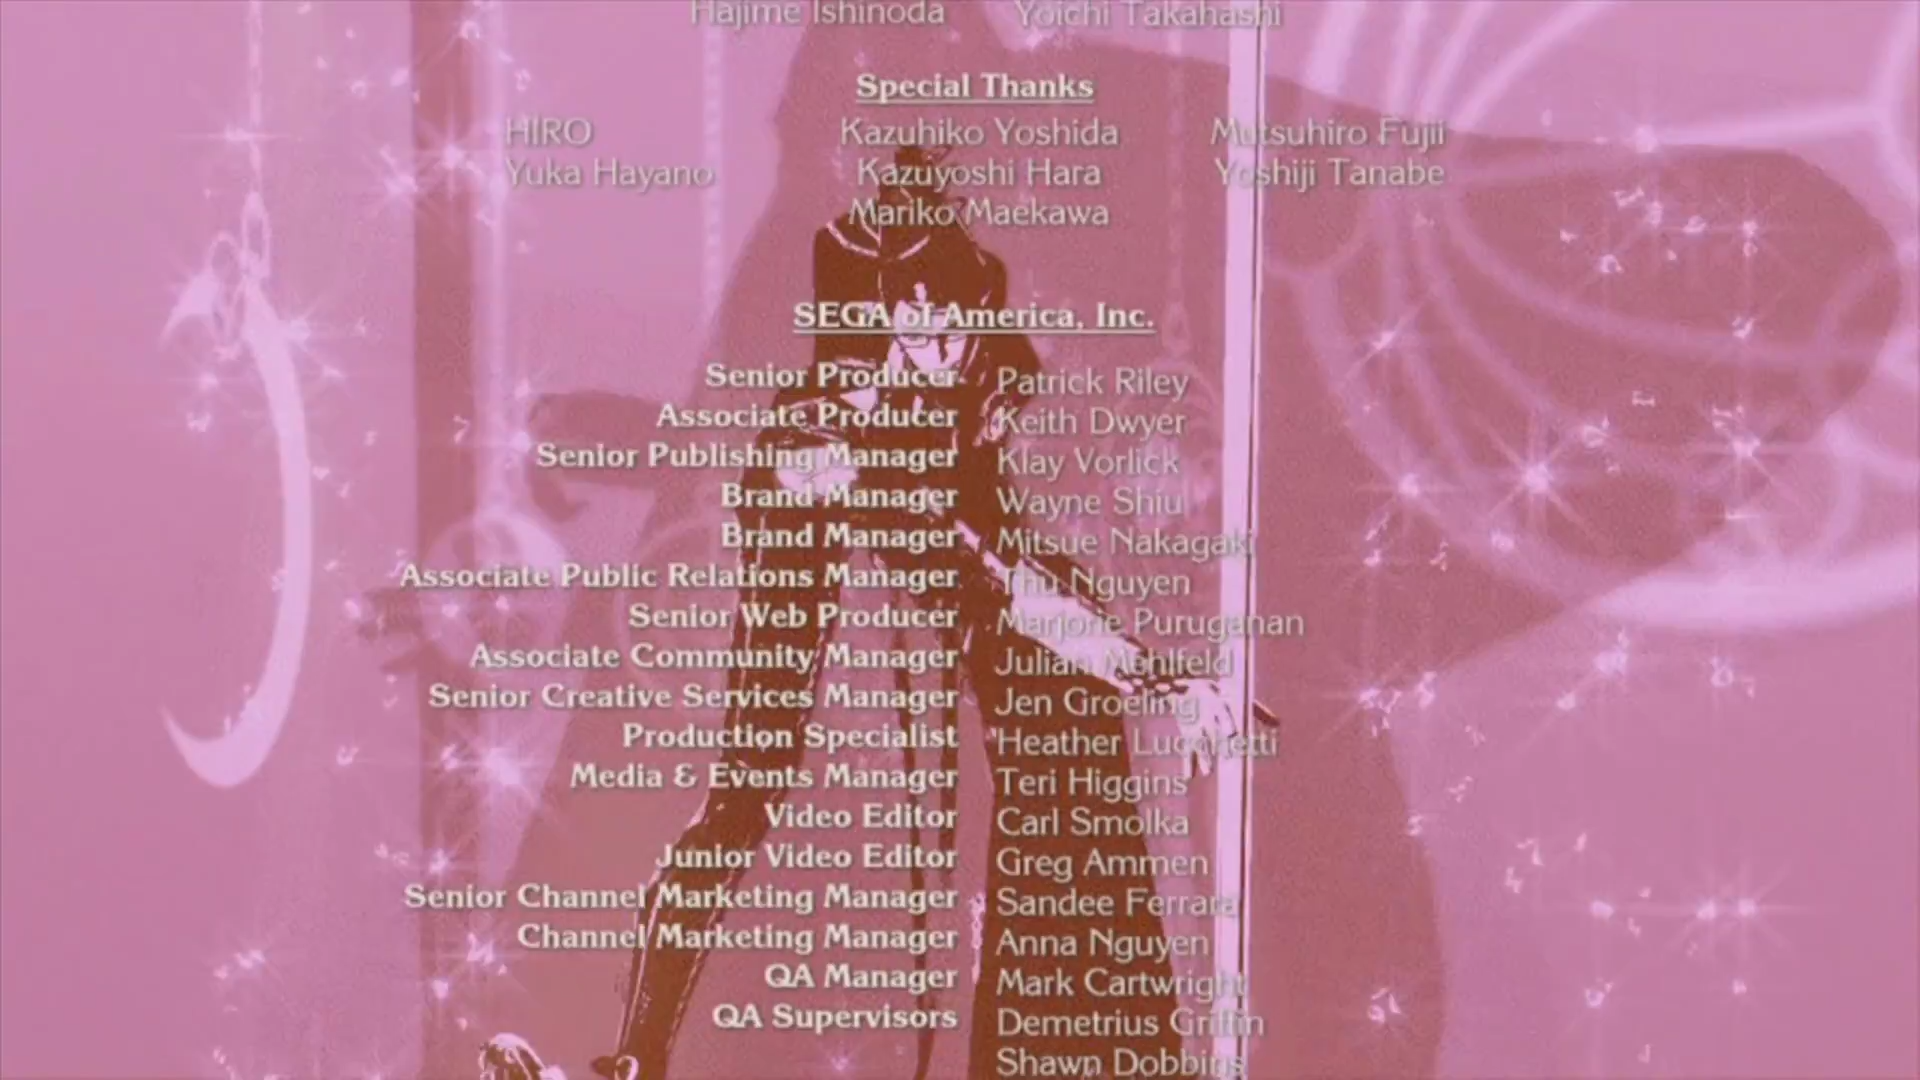 Hajime Ishinoda Yoichi Takahashi
Special Thanks
HIRO Kazuhiko Yoshida Mutsuhiro Fujii
Yuka Hayano Kazuyoshi Hara Yoshiji Tanabe
Mariko Maekawa
SEGA of America, Inc.
Senior Producer Patrick Riley
Associate Producer Keith Dwyer
Senior Publishing Manager Klay Vorlick
Brand Manager Wayne Shiu
Brand Manager Mitsue Nakagaki
Associate Public Relations Manager Thu Nguyen
Senior Web Producer Marjorie Puruganan
Associate Community Manager Julian Mehlfeld
Senior Creative Services Manager Jen Groeling
Production Specialist Heather Lucchetti
Media & Events Manager Teri Higgins
Video Editor Carl Smolka
Junior Video Editor Greg Ammen
Senior Channel Marketing Manager Sandee Ferrara
Channel Marketing Manager Anna Nguyen
QA Manager Mark Cartwright
QA Supervisors Demetrius Griffin
Shawn Dobbins